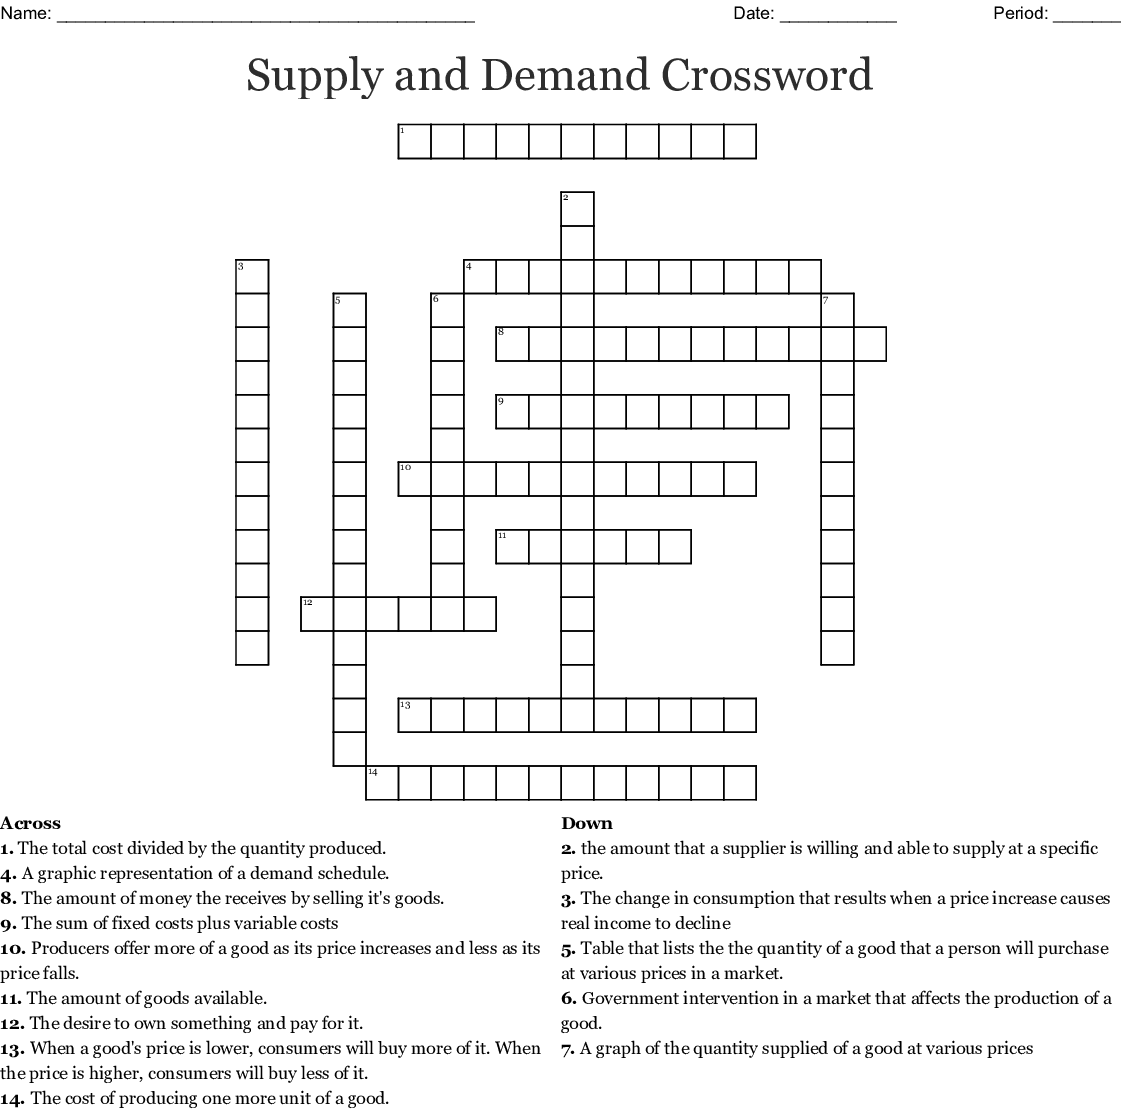 Name: ___________________________________________ Date: ____________ Period: _______
Supply and Demand Crossword
1
2
3
4
5
6
7
8
9
10
11
12
13
14
Across
1. The total cost divided by the quantity produced.
4. A graphic representation of a demand schedule.
8. The amount of money the receives by selling it's goods.
9. The sum of fixed costs plus variable costs
10. Producers offer more of a good as its price increases and less as its
price falls.
11. The amount of goods available.
12. The desire to own something and pay for it.
13. When a good's price is lower, consumers will buy more of it. When
the price is higher, consumers will buy less of it.
14. The cost of producing one more unit of a good.
Down
2. the amount that a supplier is willing and able to supply at a specific
price.
3. The change in consumption that results when a price increase causes
real income to decline
5. Table that lists the the quantity of a good that a person will purchase
at various prices in a market.
6. Government intervention in a market that affects the production of a
good.
7. A graph of the quantity supplied of a good at various prices